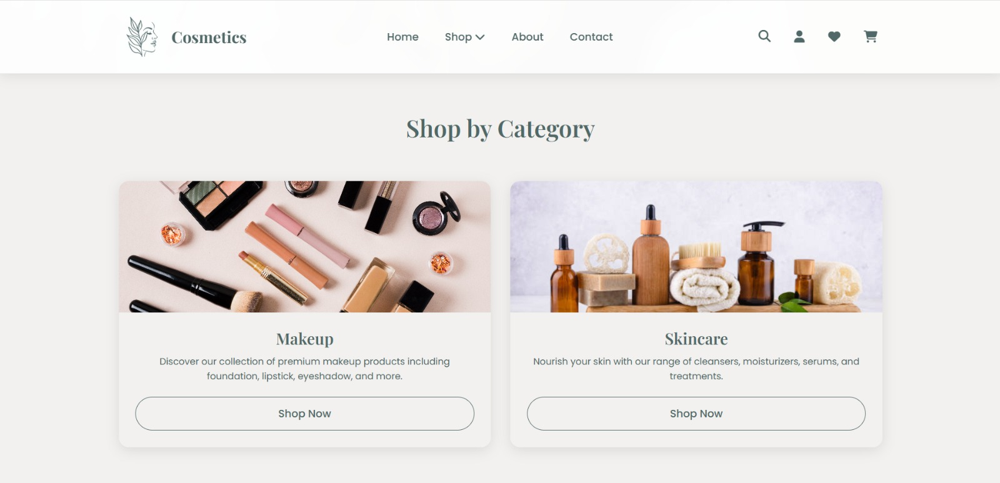 Cosmetics
Home
Shop
About
Contact
Shop by Category
Makeup
Discover our collection of premium makeup products including
foundation, lipstick, eyeshadow, and more.
Shop Now
Skincare
Nourish your skin with our range of cleansers, moisturizers, serums, and
treatments.
Shop Now